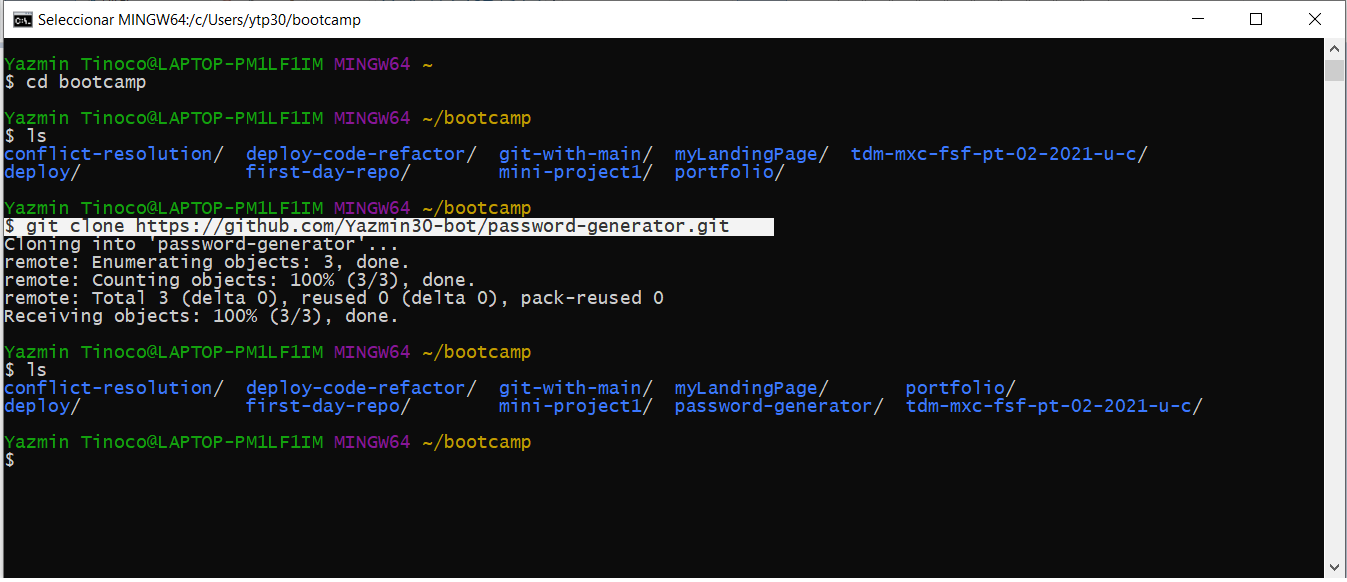 Seleccionar MINGW64:/c/Users/ytp30/bootcamp
Yazmin Tinoco@LAPTOP-PM1LF1IM MINGW64 ~
$ cd bootcamp
Yazmin Tinoco@LAPTOP-PM1LF1IM MINGW64 ~/bootcamp
$ ls
conflict-resolution/  deploy-code-refactor/  git-with-main/  myLandingPage/  tdm-mxc-fsf-pt-02-2021-u-c/
deploy/               first-day-repo/        mini-project1/  portfolio/
Yazmin Tinoco@LAPTOP-PM1LF1IM MINGW64 ~/bootcamp
$ git clone https://github.com/Yazmin30-bot/password-generator.git
Cloning into 'password-generator'...
remote: Enumerating objects: 3, done.
remote: Counting objects: 100% (3/3), done.
remote: Total 3 (delta 0), reused 0 (delta 0), pack-reused 0
Receiving objects: 100% (3/3), done.
Yazmin Tinoco@LAPTOP-PM1LF1IM MINGW64 ~/bootcamp
$ ls
conflict-resolution/  deploy-code-refactor/  git-with-main/  myLandingPage/       portfolio/
deploy/               first-day-repo/        mini-project1/  password-generator/  tdm-mxc-fsf-pt-02-2021-u-c/
Yazmin Tinoco@LAPTOP-PM1LF1IM MINGW64 ~/bootcamp
$